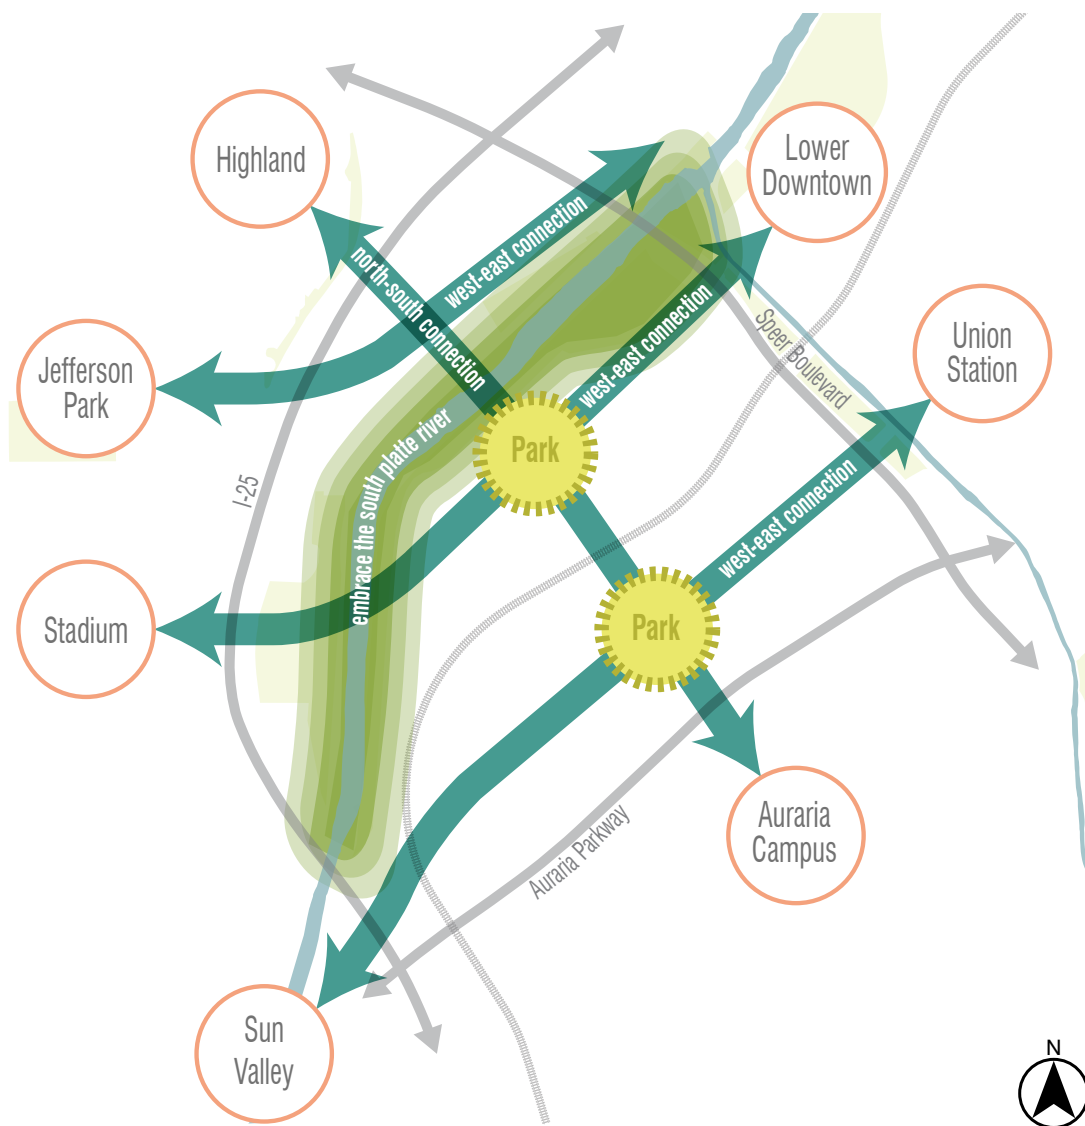 Highland
Lower
Downtown
west-east connection
north-south connection
west-east connection
Speer Boulevard
Union
Station
Jefferson
Park
embrace the south platte river
Park
I-25
west-east connection
Stadium
Park
Auraria Parkway
Auraria
Campus
Sun
Valley
N